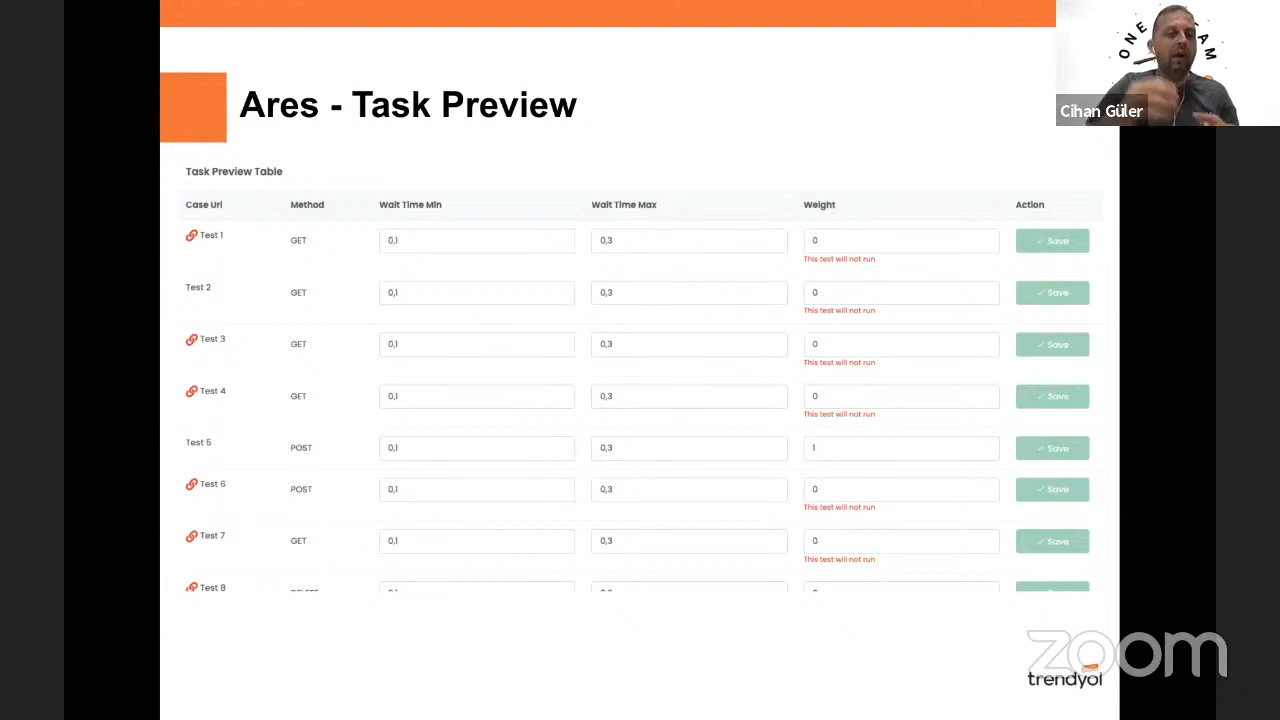 ONE TEAM
Cihan Güler
Ares - Task Preview
Task Preview Table
Case Url Method Wait Time Min Wait Time Max Weight Action
Test 1 GET 0,1 0,3 0 Save
This test will not run
Test 2 GET 0,1 0,3 0 Save
This test will not run
Test 3 GET 0,1 0,3 0 Save
This test will not run
Test 4 GET 0,1 0,3 0 Save
This test will not run
Test 5 POST 0,1 0,3 1 Save
Test 6 POST 0,1 0,3 0 Save
This test will not run
Test 7 GET 0,1 0,3 0 Save
This test will not run
Test 8
zoom
trendyol